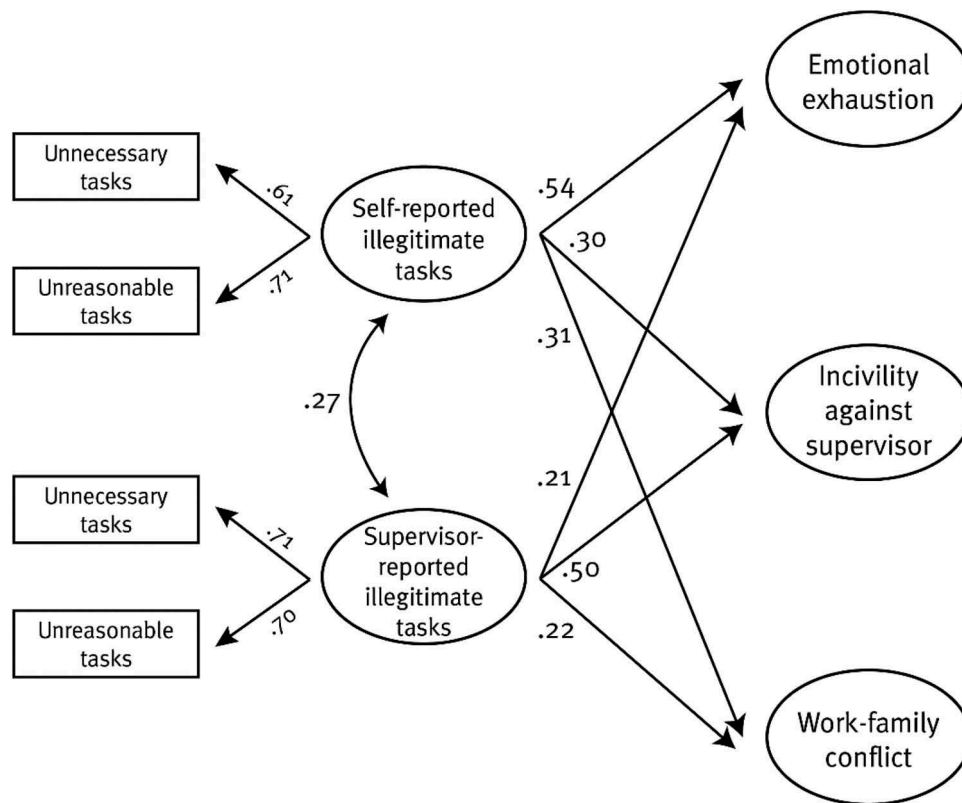 Emotional
exhaustion
Unnecessary
tasks
.61
Self-reported
illegitimate
tasks
.54
.30
Unreasonable
tasks
.71
.31
.27
Incivility
against
supervisor
.21
Unnecessary
tasks
.71
Supervisor-
reported
illegitimate
tasks
.50
.22
Unreasonable
tasks
.70
Work-family
conflict